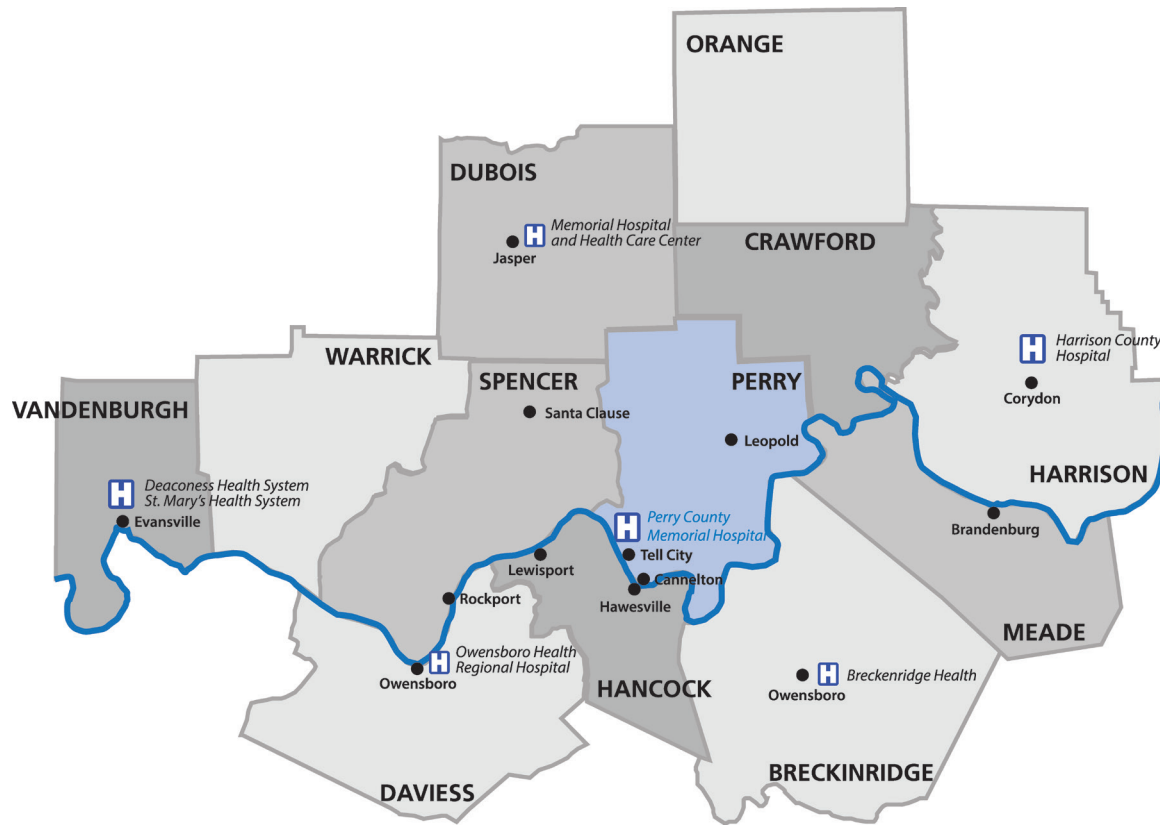 ORANGE
DUBOIS
H
Memorial Hospital
and Health Care Center
Jasper
CRAWFORD
H
Harrison County
Hospital
Corydon
WARRICK
SPENCER
PERRY
VANDENBURGH
Santa Clause
Leopold
HARRISON
H
Deaconess Health System
St. Mary's Health System
Evansville
H
Perry County
Memorial Hospital
Brandenburg
Tell City
Lewisport
Cannelton
Hawesville
Rockport
MEADE
H
Owensboro Health
Regional Hospital
Owensboro
HANCOCK
H
Breckenridge Health
Owensboro
BRECKINRIDGE
DAVIESS